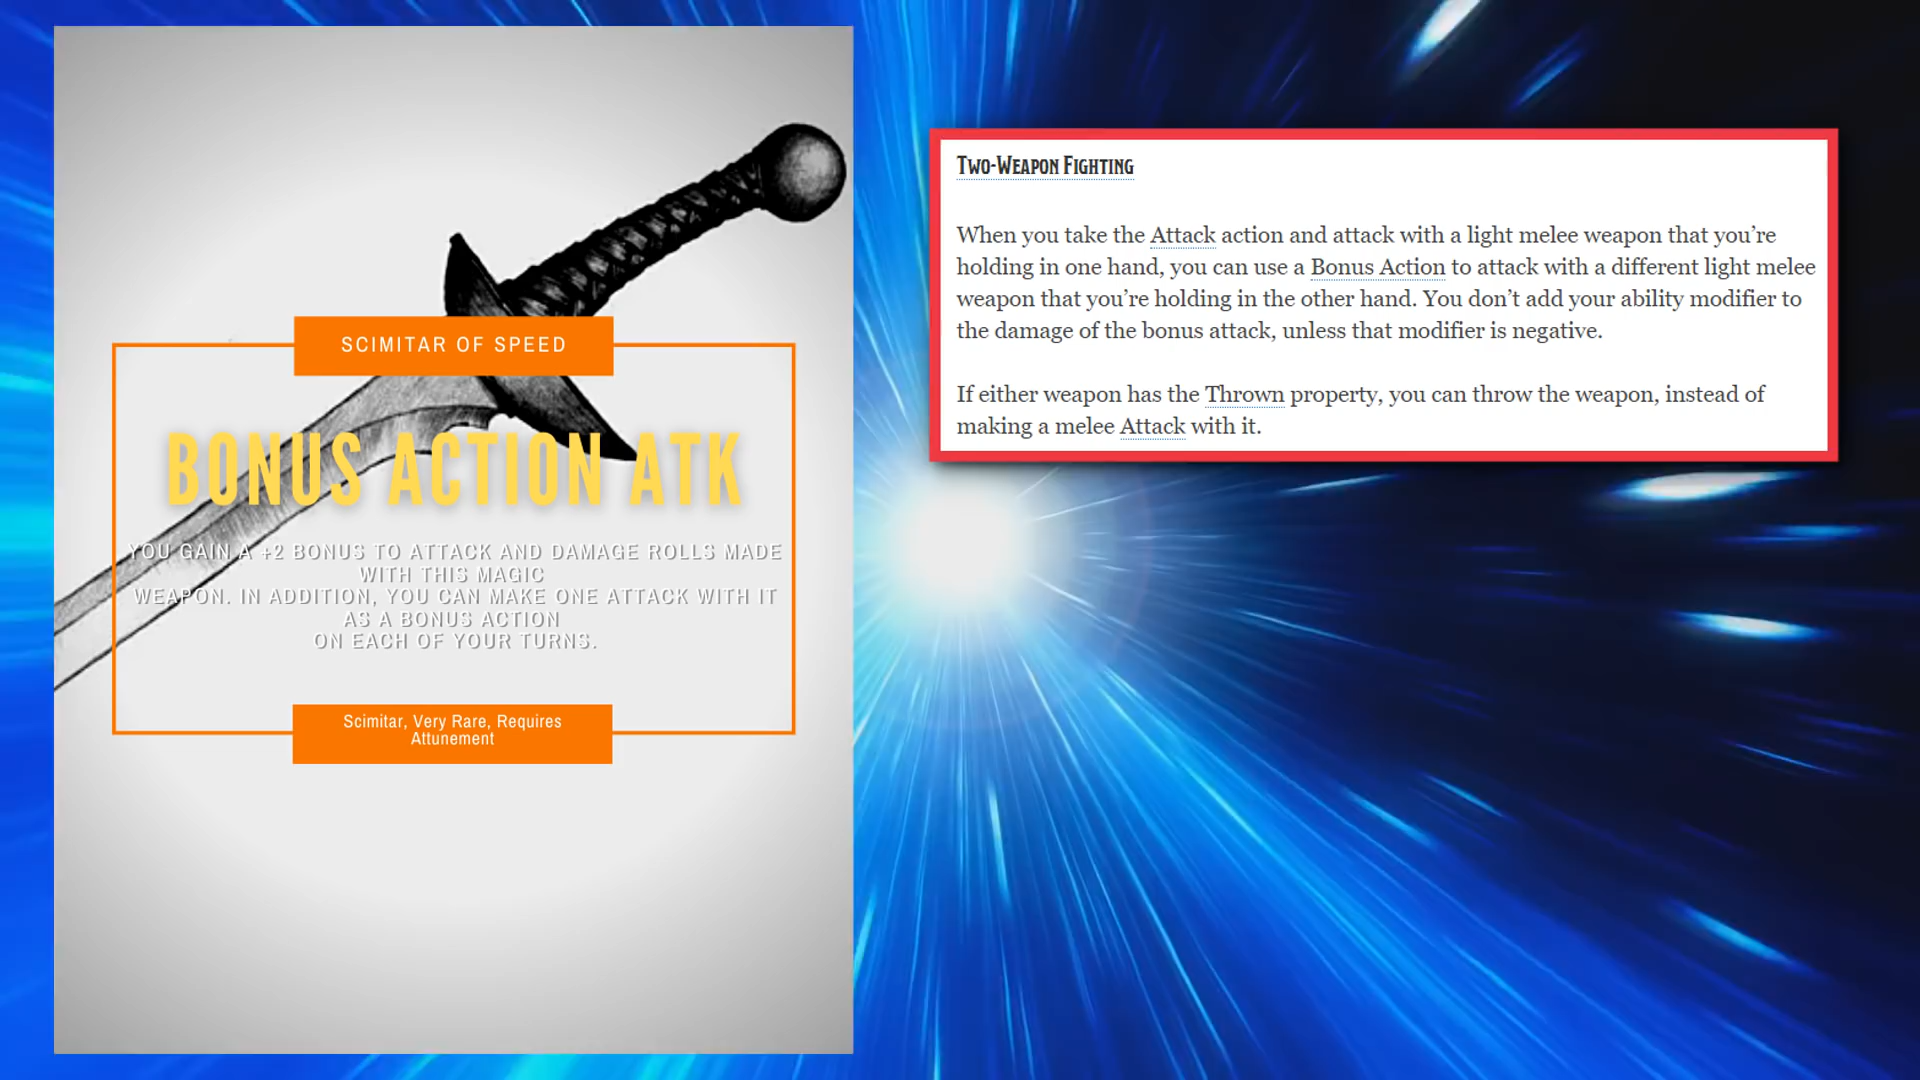 SCIMITAR OF SPEED
BONUS ACTION ATK
YOU GAIN A +2 BONUS TO ATTACK AND DAMAGE ROLLS MADE
WITH THIS MAGIC
WEAPON. IN ADDITION, YOU CAN MAKE ONE ATTACK WITH IT
AS A BONUS ACTION
ON EACH OF YOUR TURNS.
Scimitar, Very Rare, Requires
Attunement
TWO-WEAPON FIGHTING
When you take the Attack action and attack with a light melee weapon that you’re
holding in one hand, you can use a Bonus Action to attack with a different light melee
weapon that you’re holding in the other hand. You don’t add your ability modifier to
the damage of the bonus attack, unless that modifier is negative.
If either weapon has the Thrown property, you can throw the weapon, instead of
making a melee Attack with it.